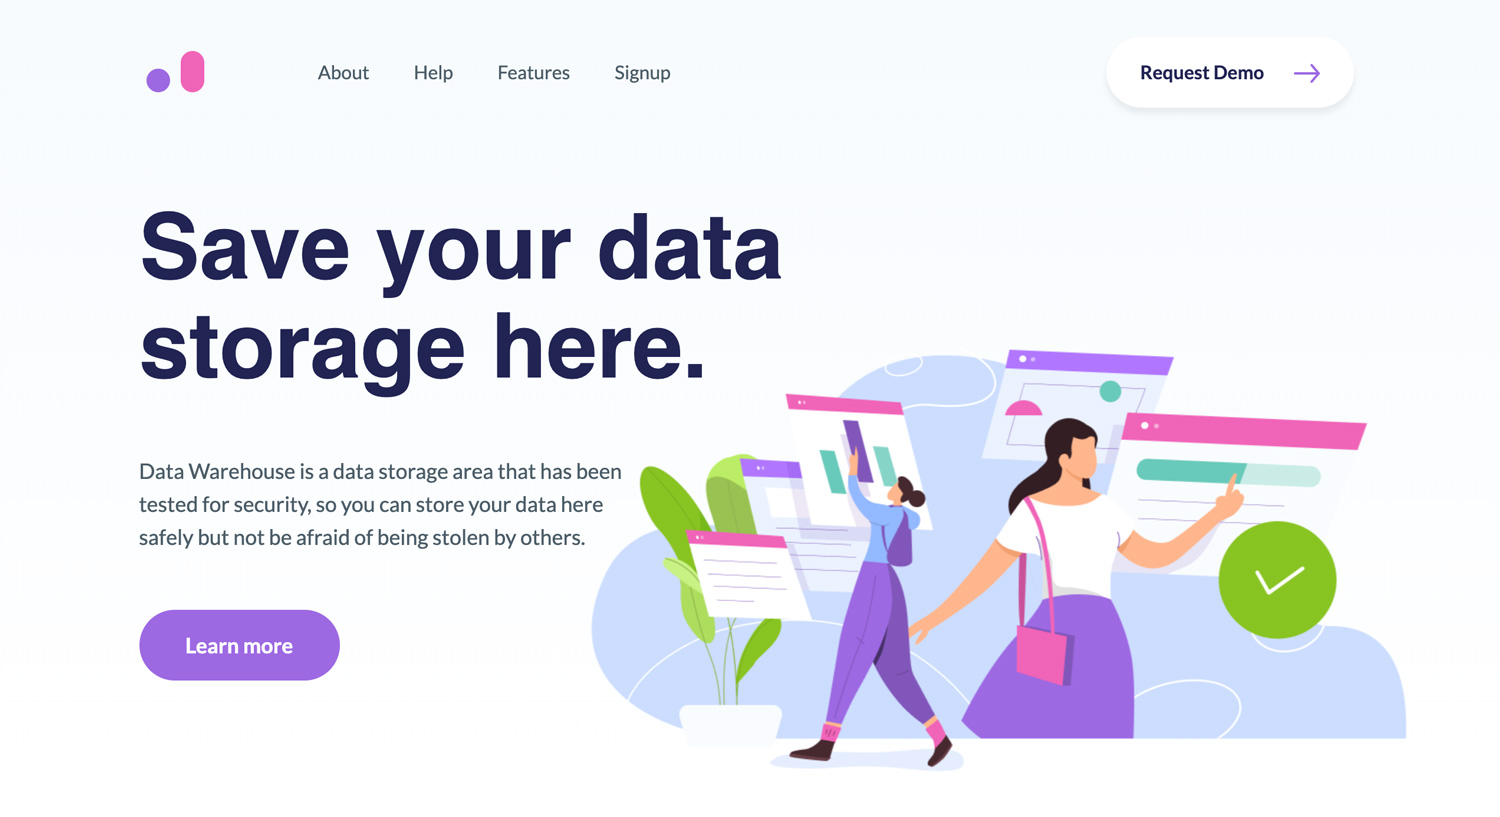 About Help Features Signup Request Demo
Save your data
storage here.
Data Warehouse is a data storage area that has been
tested for security, so you can store your data here
safely but not be afraid of being stolen by others.
Learn more